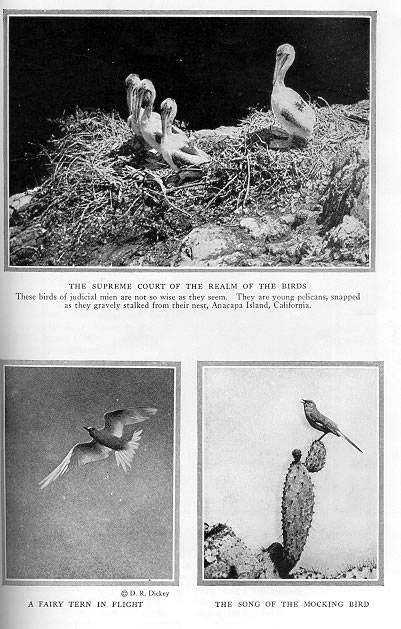 THE SUPREME COURT OF THE REALM OF THE BIRDS
These birds of judicial mien are not so wise as they seem. They are young pelicans, snapped
as they gravely stalked from their nest, Anacapa Island, California.
© D. R. Dickey
A FAIRY TERN IN FLIGHT
THE SONG OF THE MOCKING BIRD